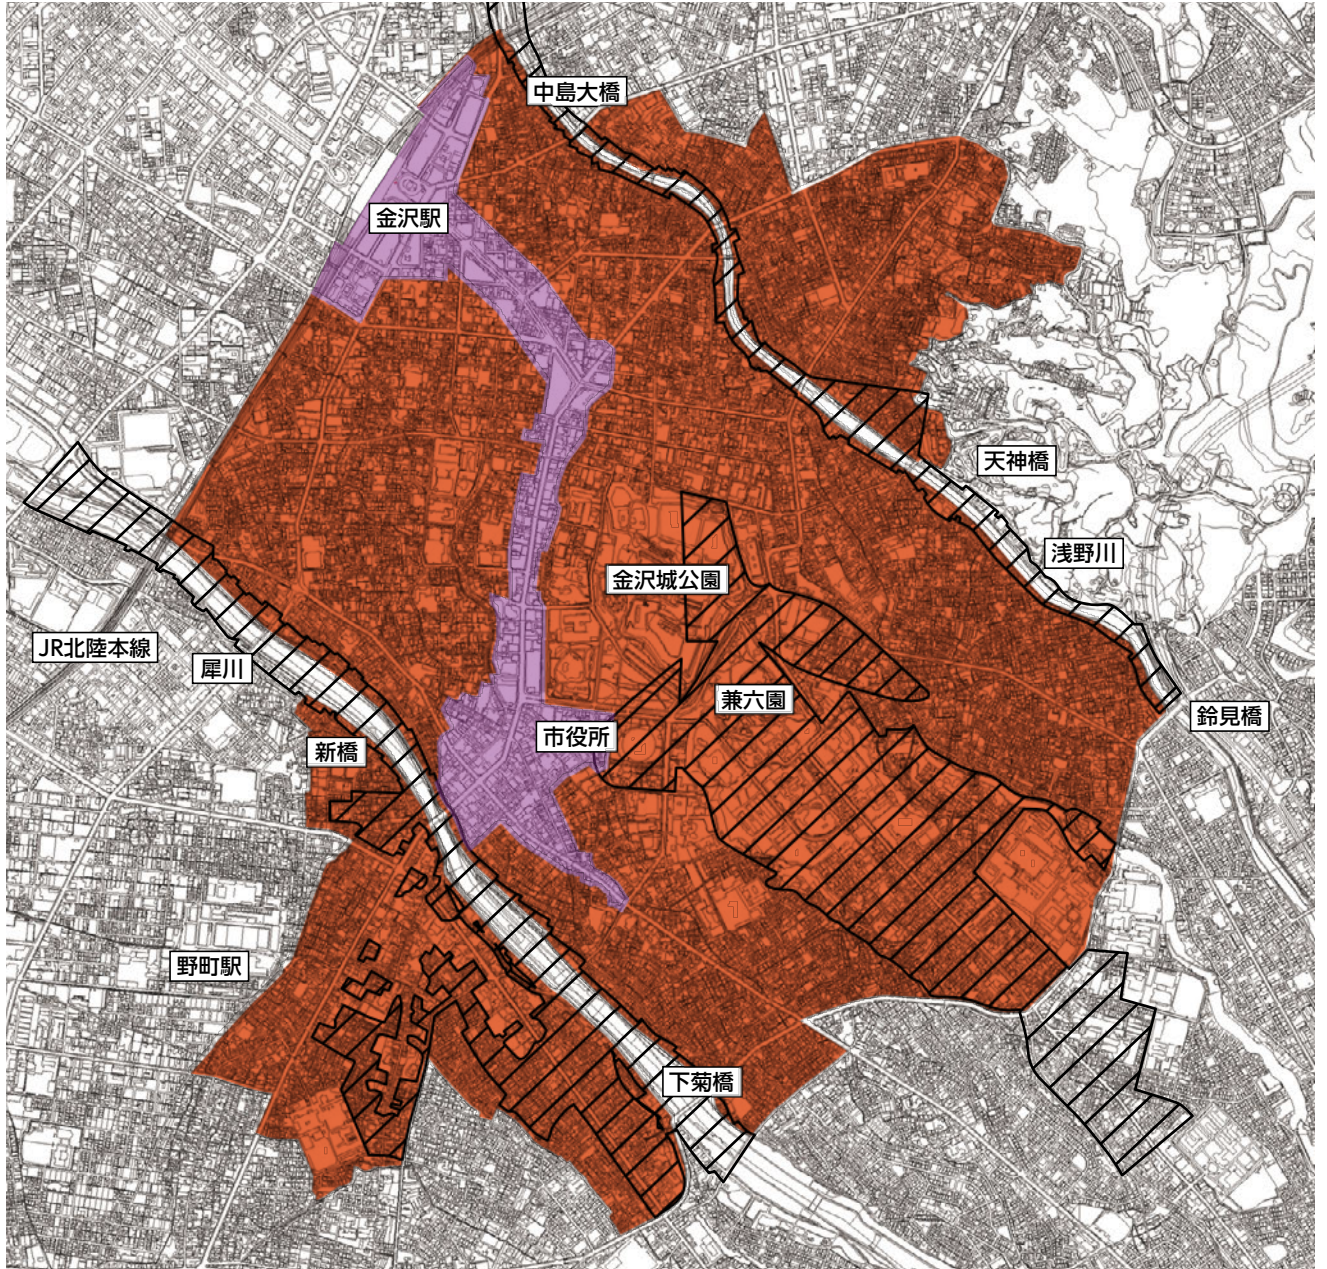 中島大橋
金沢駅
天神橋
浅野川
金沢城公園
JR北陸本線
犀川
兼六園
鈴見橋
市役所
新橋
野町駅
下菊橋